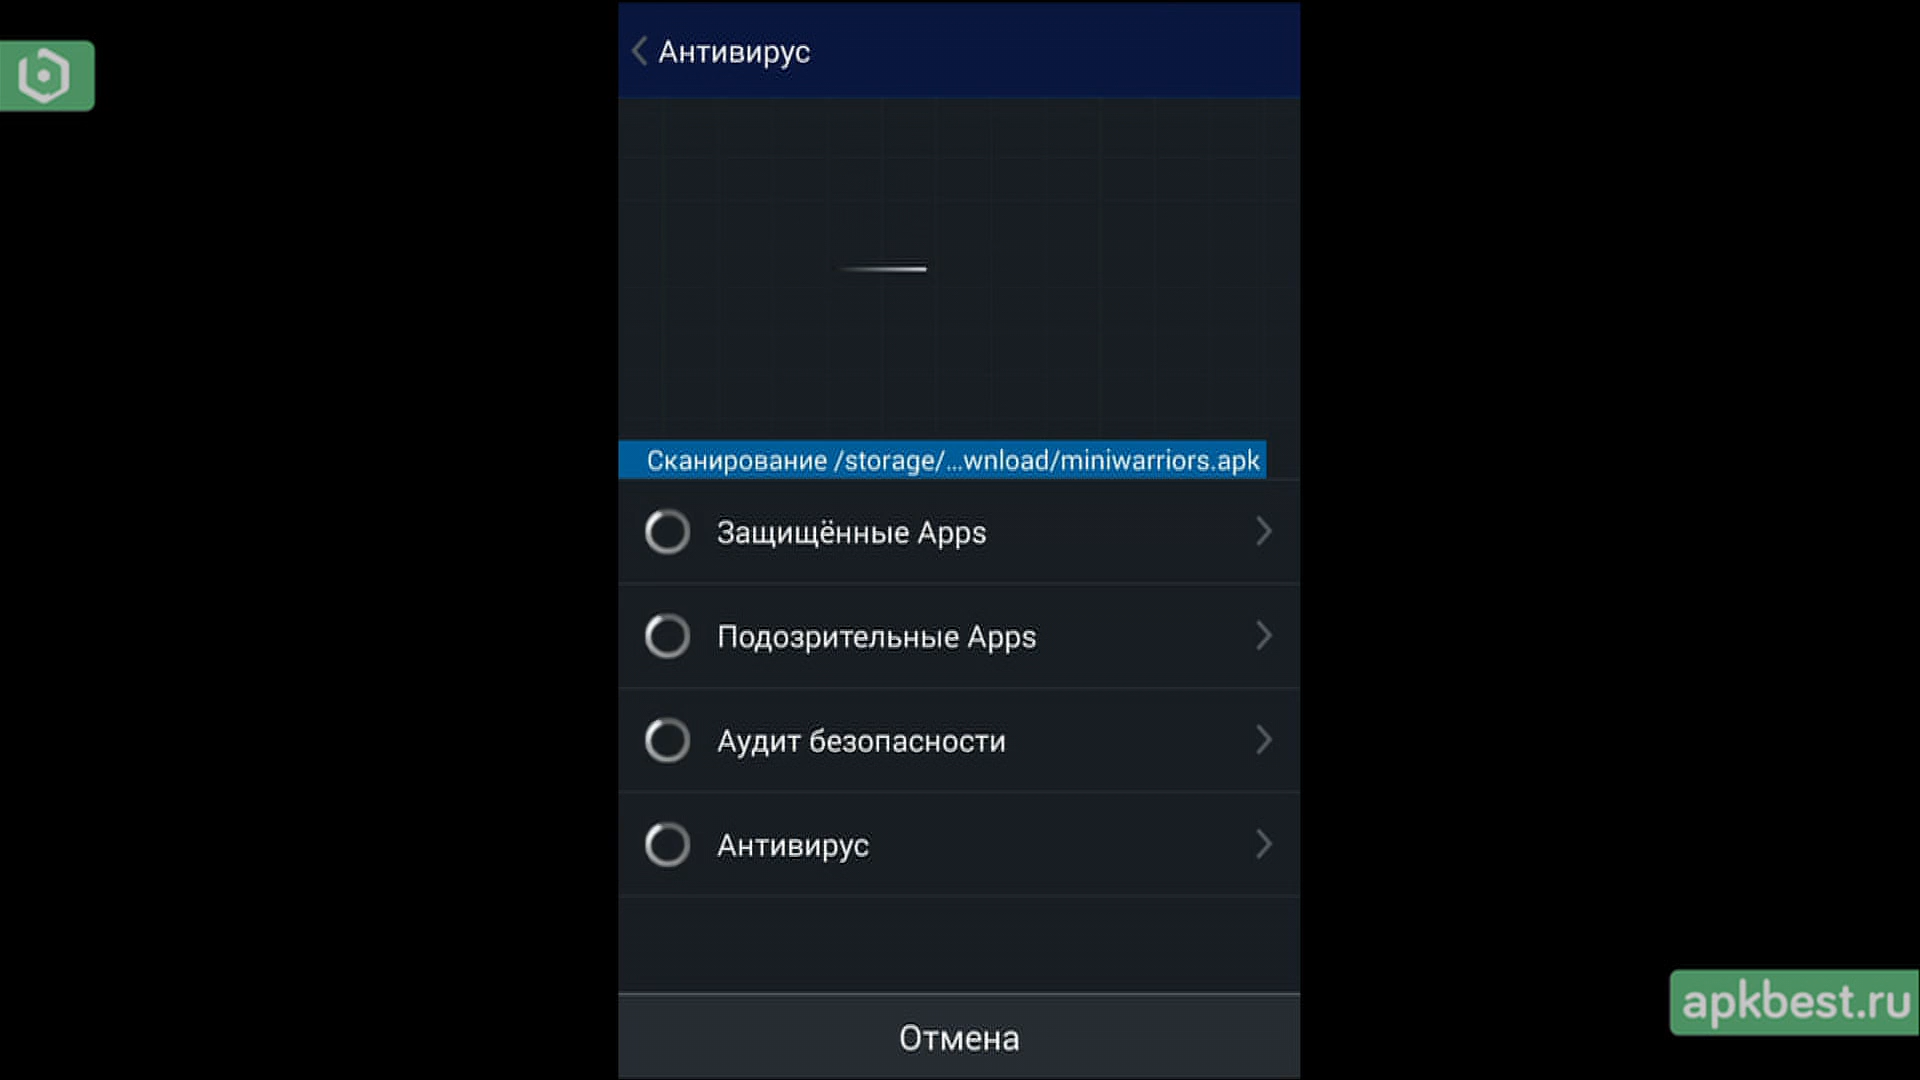 Антивирус
Сканирование /storage/...wnload/miniwarriors.apk
Защищённые Apps
Подозрительные Apps
Аудит безопасности
Антивирус
apkbest.ru
Отмена